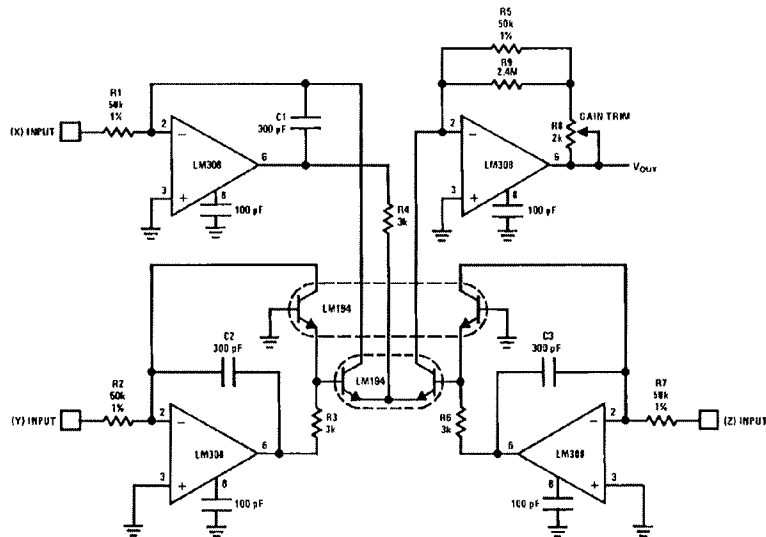 R5
50k
1%
R9
2.4M
R1
50k
1%
(X) INPUT
2
3
LM308
6
8
100 pF
C1
300 pF
R4
3k
2
3
LM308
6
8
100 pF
R8
2k
GAIN TRIM
VOUT
LM194
LM194
C2
300 pF
R2
50k
1%
(Y) INPUT
2
3
LM308
6
8
100 pF
R3
3k
R6
3k
C3
300 pF
R7
50k
1%
(Z) INPUT
2
3
LM308
6
8
100 pF